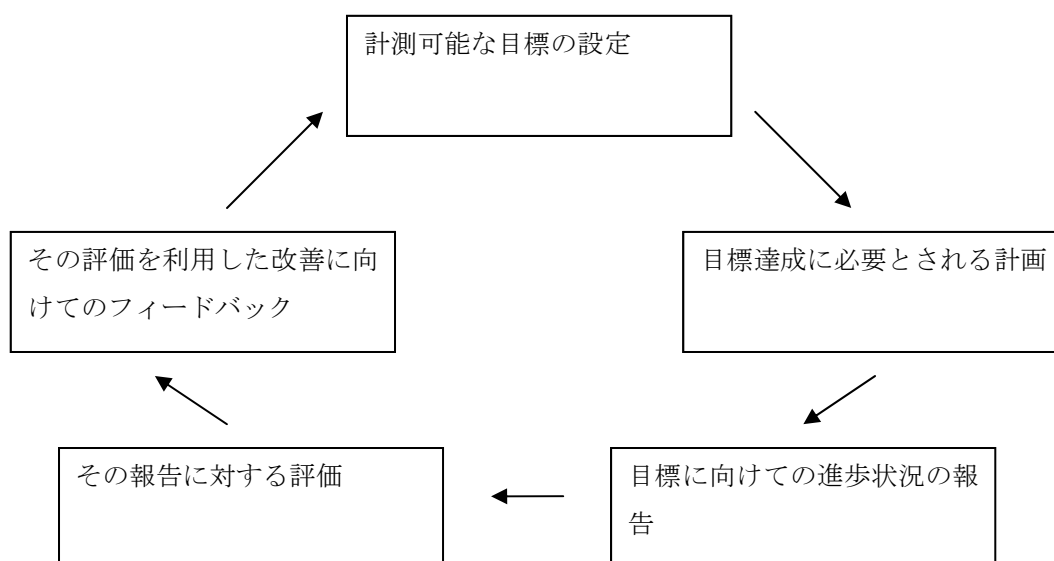 計測可能な目標の設定
目標達成に必要とされる計画
目標に向けての進歩状況の報
告
その報告に対する評価
その評価を利用した改善に向
けてのフィードバック